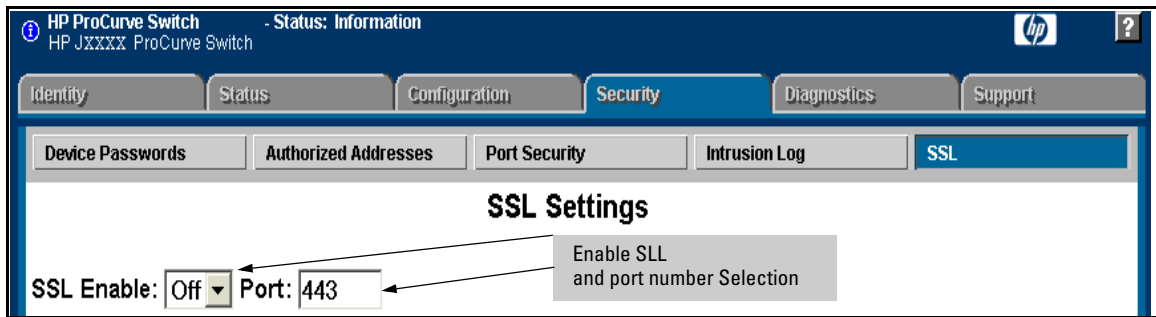 HP ProCurve Switch - Status: Information
HP JXXXX ProCurve Switch
hp
?
Identity Status Configuration Security Diagnostics Support
Device Passwords Authorized Addresses Port Security Intrusion Log SSL
SSL Settings
Enable SLL
and port number Selection
SSL Enable: Off Port: 443